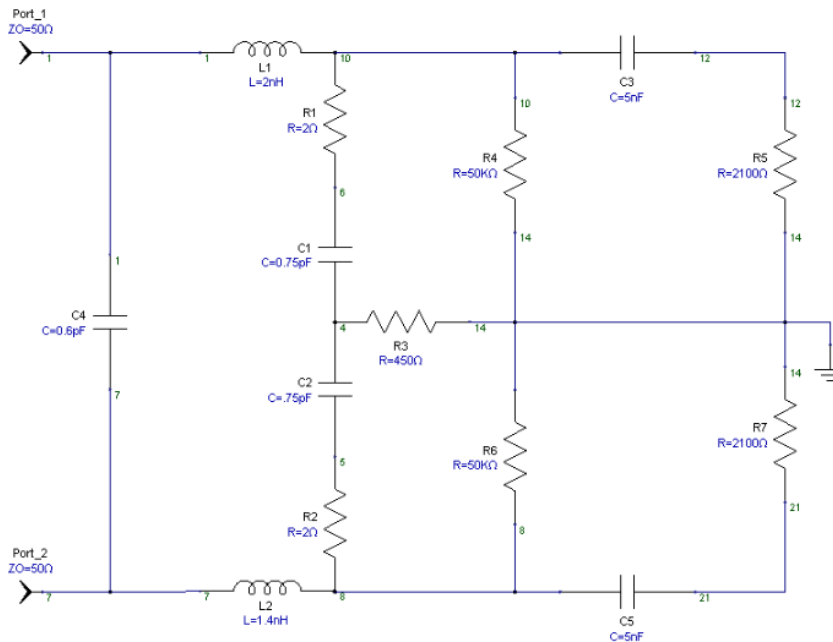 Port_1
ZO=50Ω
1
1
L1
L=2nH
10
C3
C=5nF
12
R1
R=2Ω
10
12
R4
R=50KΩ
R5
R=2100Ω
6
14
14
C1
C=0.75pF
1
C4
C=0.6pF
4
R3
R=450Ω
14
C2
C=.75pF
14
7
R6
R=50KΩ
R7
R=2100Ω
5
21
R2
R=2Ω
8
Port_2
ZO=50Ω
7
7
L2
L=1.4nH
8
C5
C=5nF
21